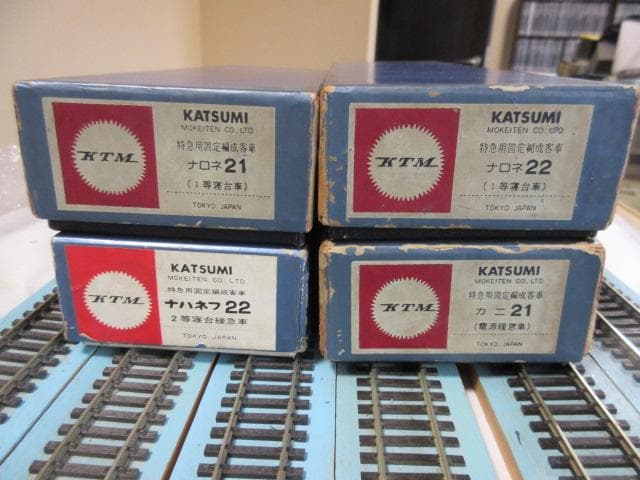 KTM
KATSUMI
MOKEITEN CO., LTD.
特急用固定編成客車
ナロネ21
(1等寝台車)
TOKYO JAPAN
KTM
KATSUMI
MOKEITEN CO., LTD.
特急用固定編成客車
ナロネ22
(1等寝台車)
TOKYO JAPAN
KTM
KATSUMI
MOKEITEN CO., LTD.
特急用固定編成客車
ナハネフ22
2等寝台緩急車
TOKYO JAPAN
KTM
KATSUMI
MOKEITEN CO., LTD.
特急用固定編成客車
カニ21
(電源緩急車)
TOKYO JAPAN